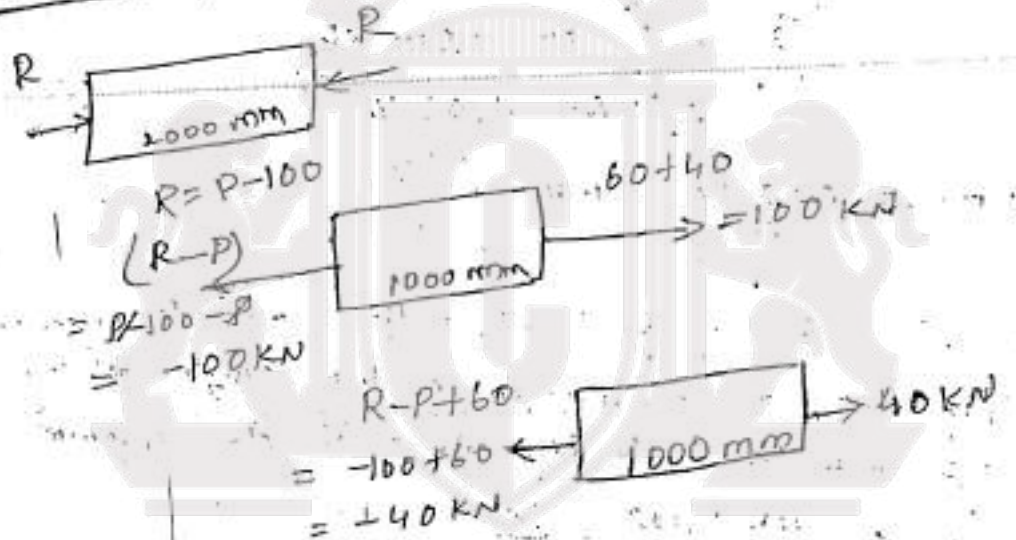 R
R
2000 mm
R = P-100
(R-P)
= P-100-P
= -100 KN
1000 mm
60+40
= 100 KN
R-P+60
= -100+60
= -40 KN
1000 mm
40 KN